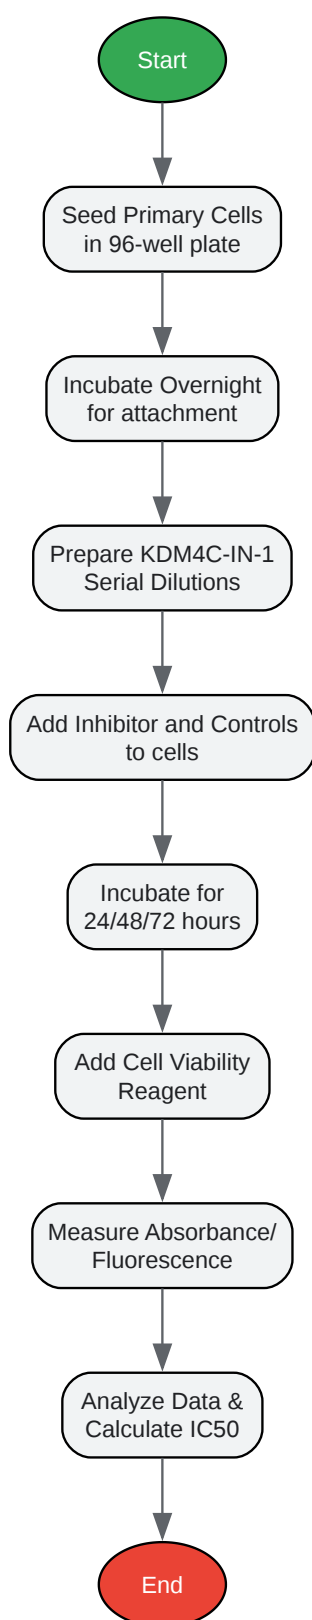 Start
Seed Primary Cells
in 96-well plate
Incubate Overnight
for attachment
Prepare KDM4C-IN-1
Serial Dilutions
Add Inhibitor and Controls
to cells
Incubate for
24/48/72 hours
Add Cell Viability
Reagent
Measure Absorbance/
Fluorescence
Analyze Data &
Calculate IC50
End